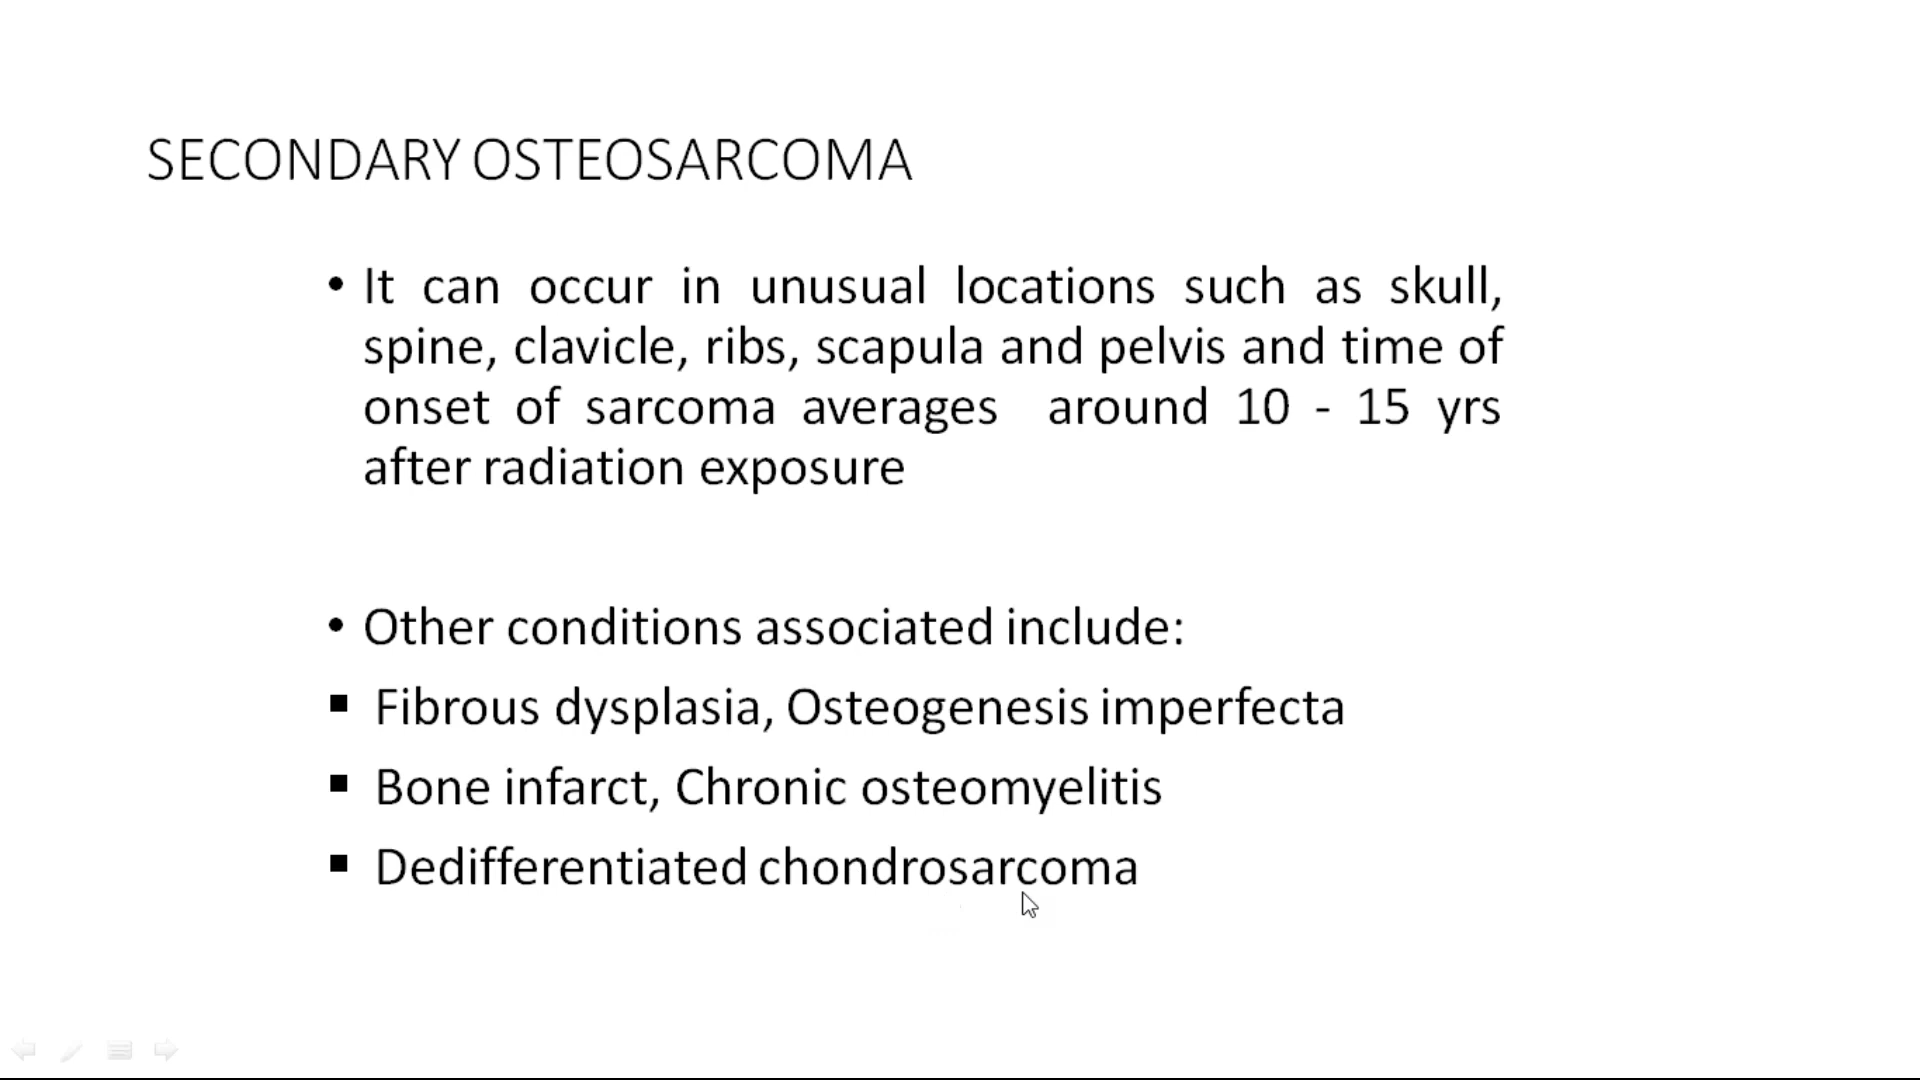 SECONDARY OSTEOSARCOMA
• It can occur in unusual locations such as skull,
spine, clavicle, ribs, scapula and pelvis and time of
onset of sarcoma averages around 10 - 15 yrs
after radiation exposure
• Other conditions associated include:
▪ Fibrous dysplasia, Osteogenesis imperfecta
▪ Bone infarct, Chronic osteomyelitis
▪ Dedifferentiated chondrosarcoma